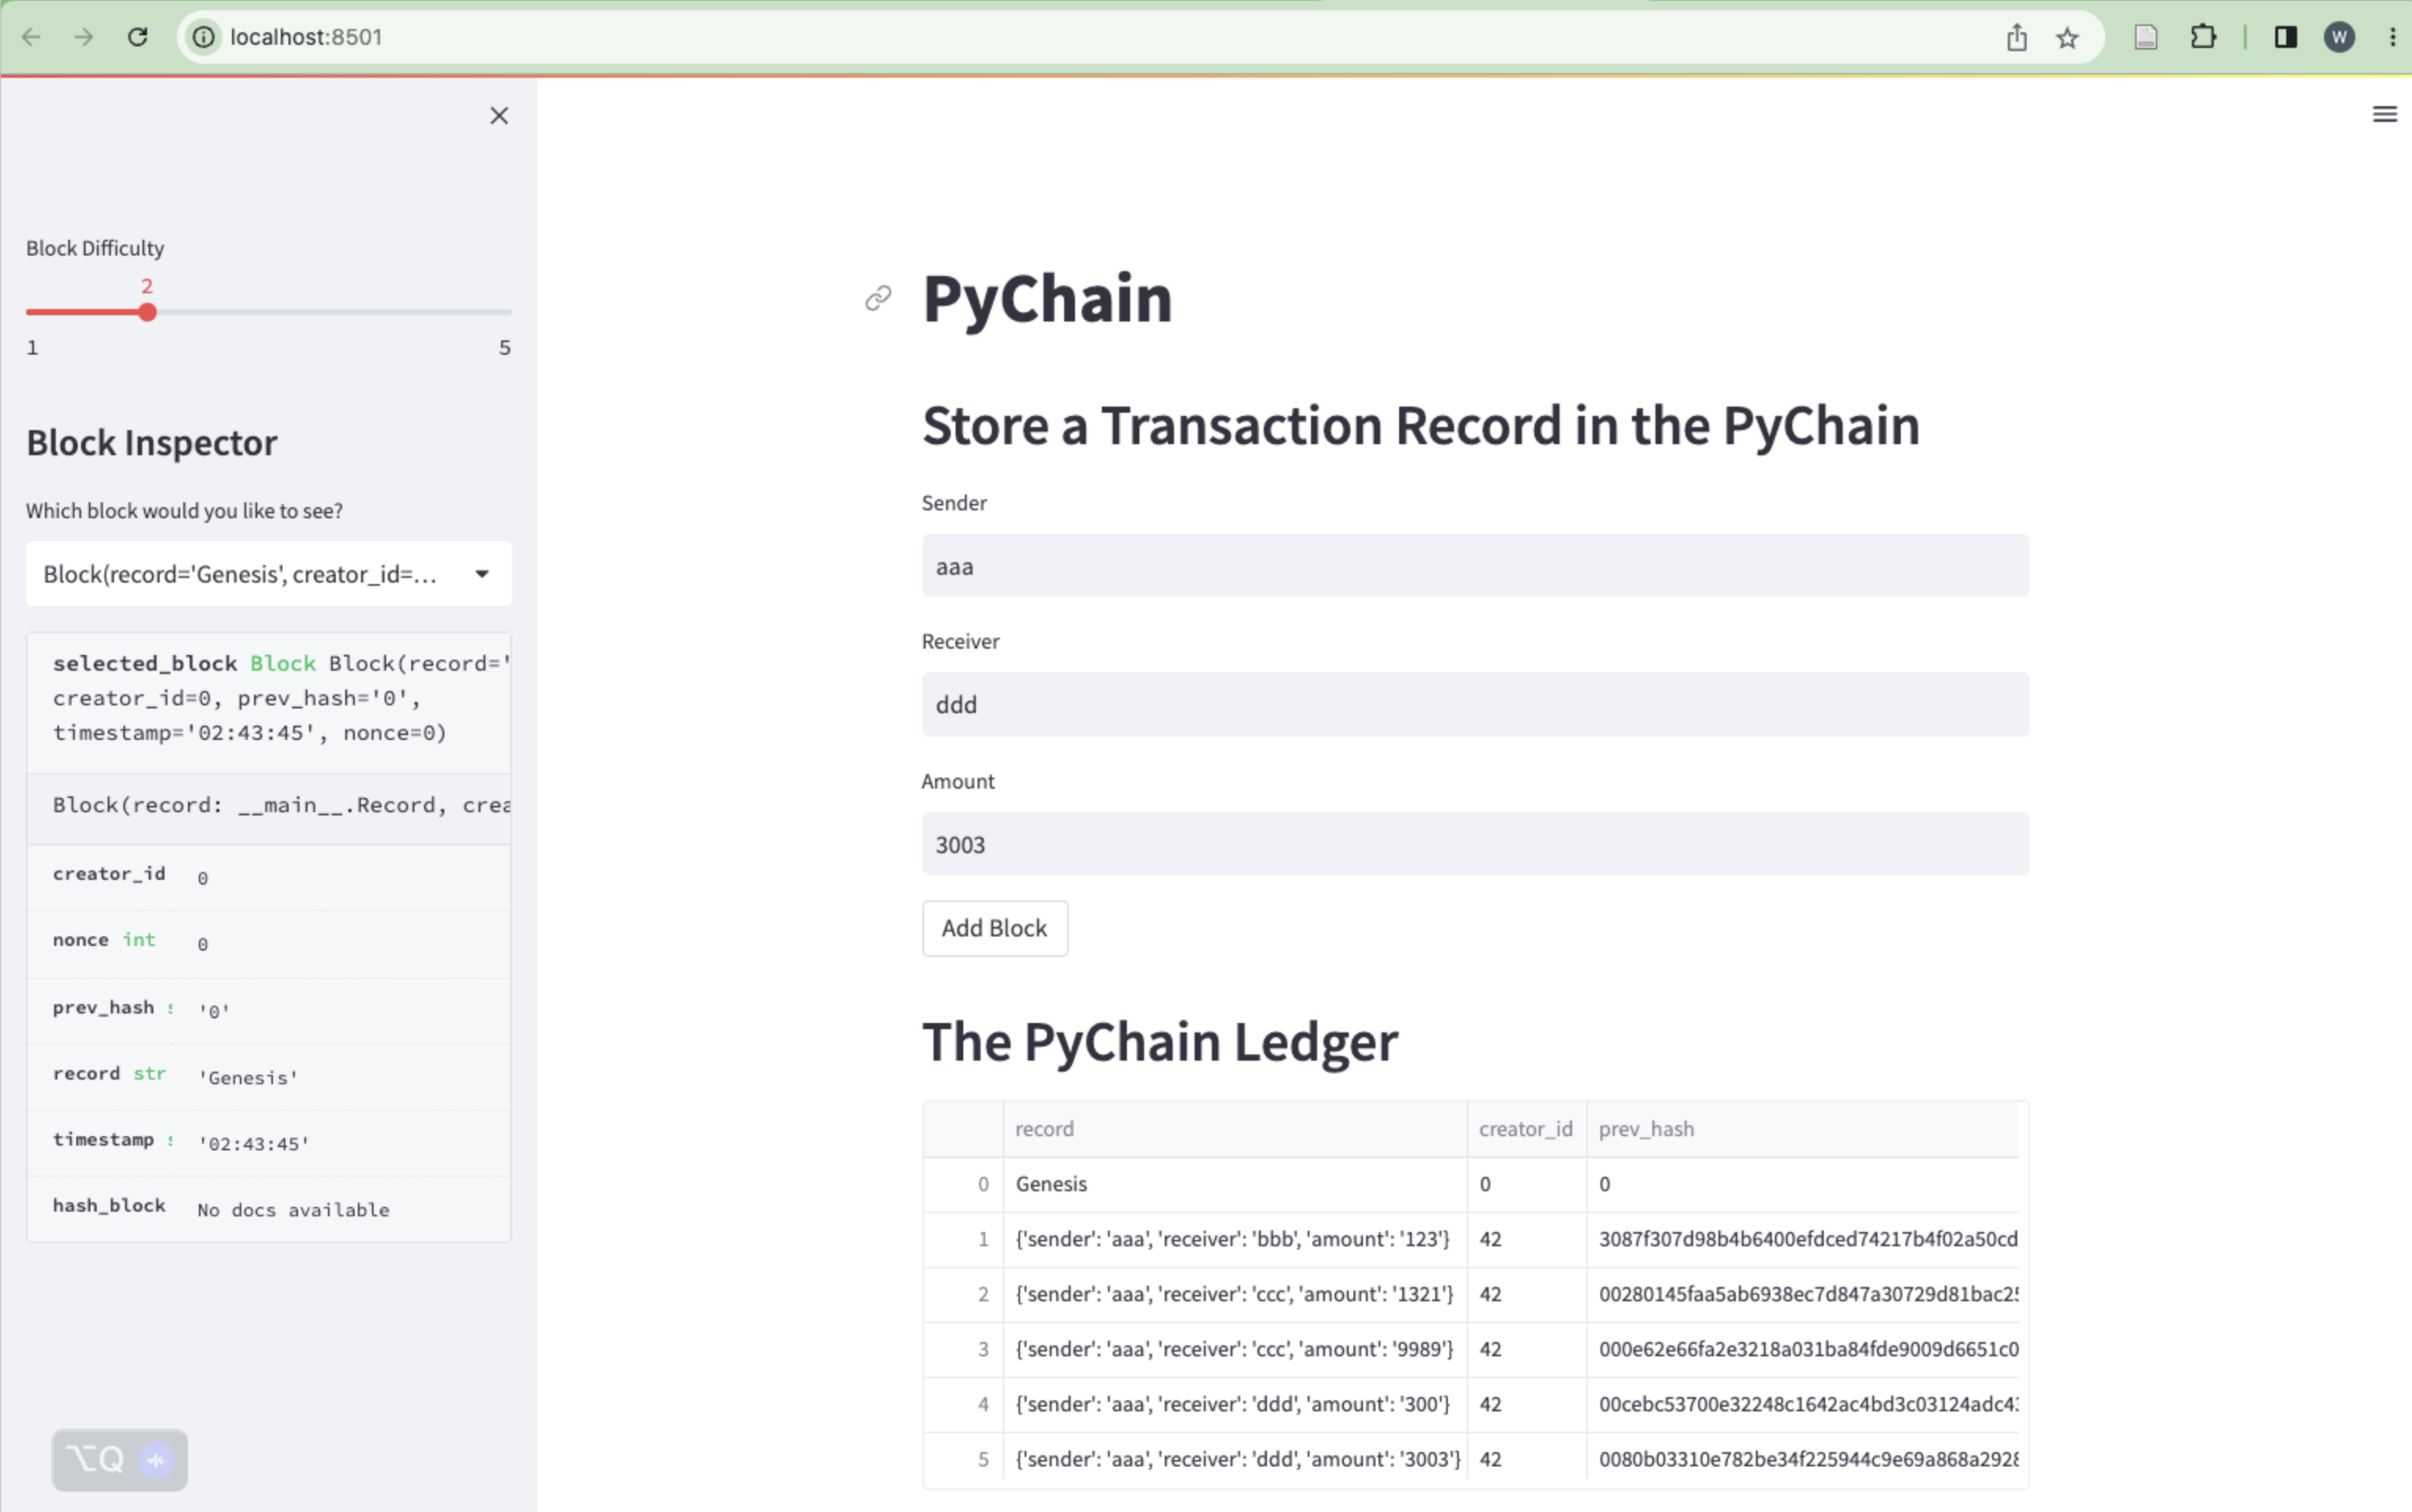 localhost:8501
W
Block Difficulty
2
1 5
Block Inspector
Which block would you like to see?
Block(record='Genesis', creator_id=...
selected_block Block Block(record='
creator_id=0, prev_hash='0',
timestamp='02:43:45', nonce=0)
Block(record: __main__.Record, crea
creator_id 0
nonce int 0
prev_hash '0'
record str 'Genesis'
timestamp '02:43:45'
hash_block No docs available
⌥Q
PyChain
Store a Transaction Record in the PyChain
Sender
aaa
Receiver
ddd
Amount
3003
Add Block
The PyChain Ledger
record creator_id prev_hash
0 Genesis 0 0
1 {'sender': 'aaa', 'receiver': 'bbb', 'amount': '123'} 42 3087f307d98b4b6400efdced74217b4f02a50cd
2 {'sender': 'aaa', 'receiver': 'ccc', 'amount': '1321'} 42 00280145faa5ab6938ec7d847a30729d81bac25
3 {'sender': 'aaa', 'receiver': 'ccc', 'amount': '9989'} 42 000e62e66fa2e3218a031ba84fde9009d6651c0
4 {'sender': 'aaa', 'receiver': 'ddd', 'amount': '300'} 42 00cebc53700e32248c1642ac4bd3c03124adc4
5 {'sender': 'aaa', 'receiver': 'ddd', 'amount': '3003'} 42 0080b03310e782be34f225944c9e69a868a2928